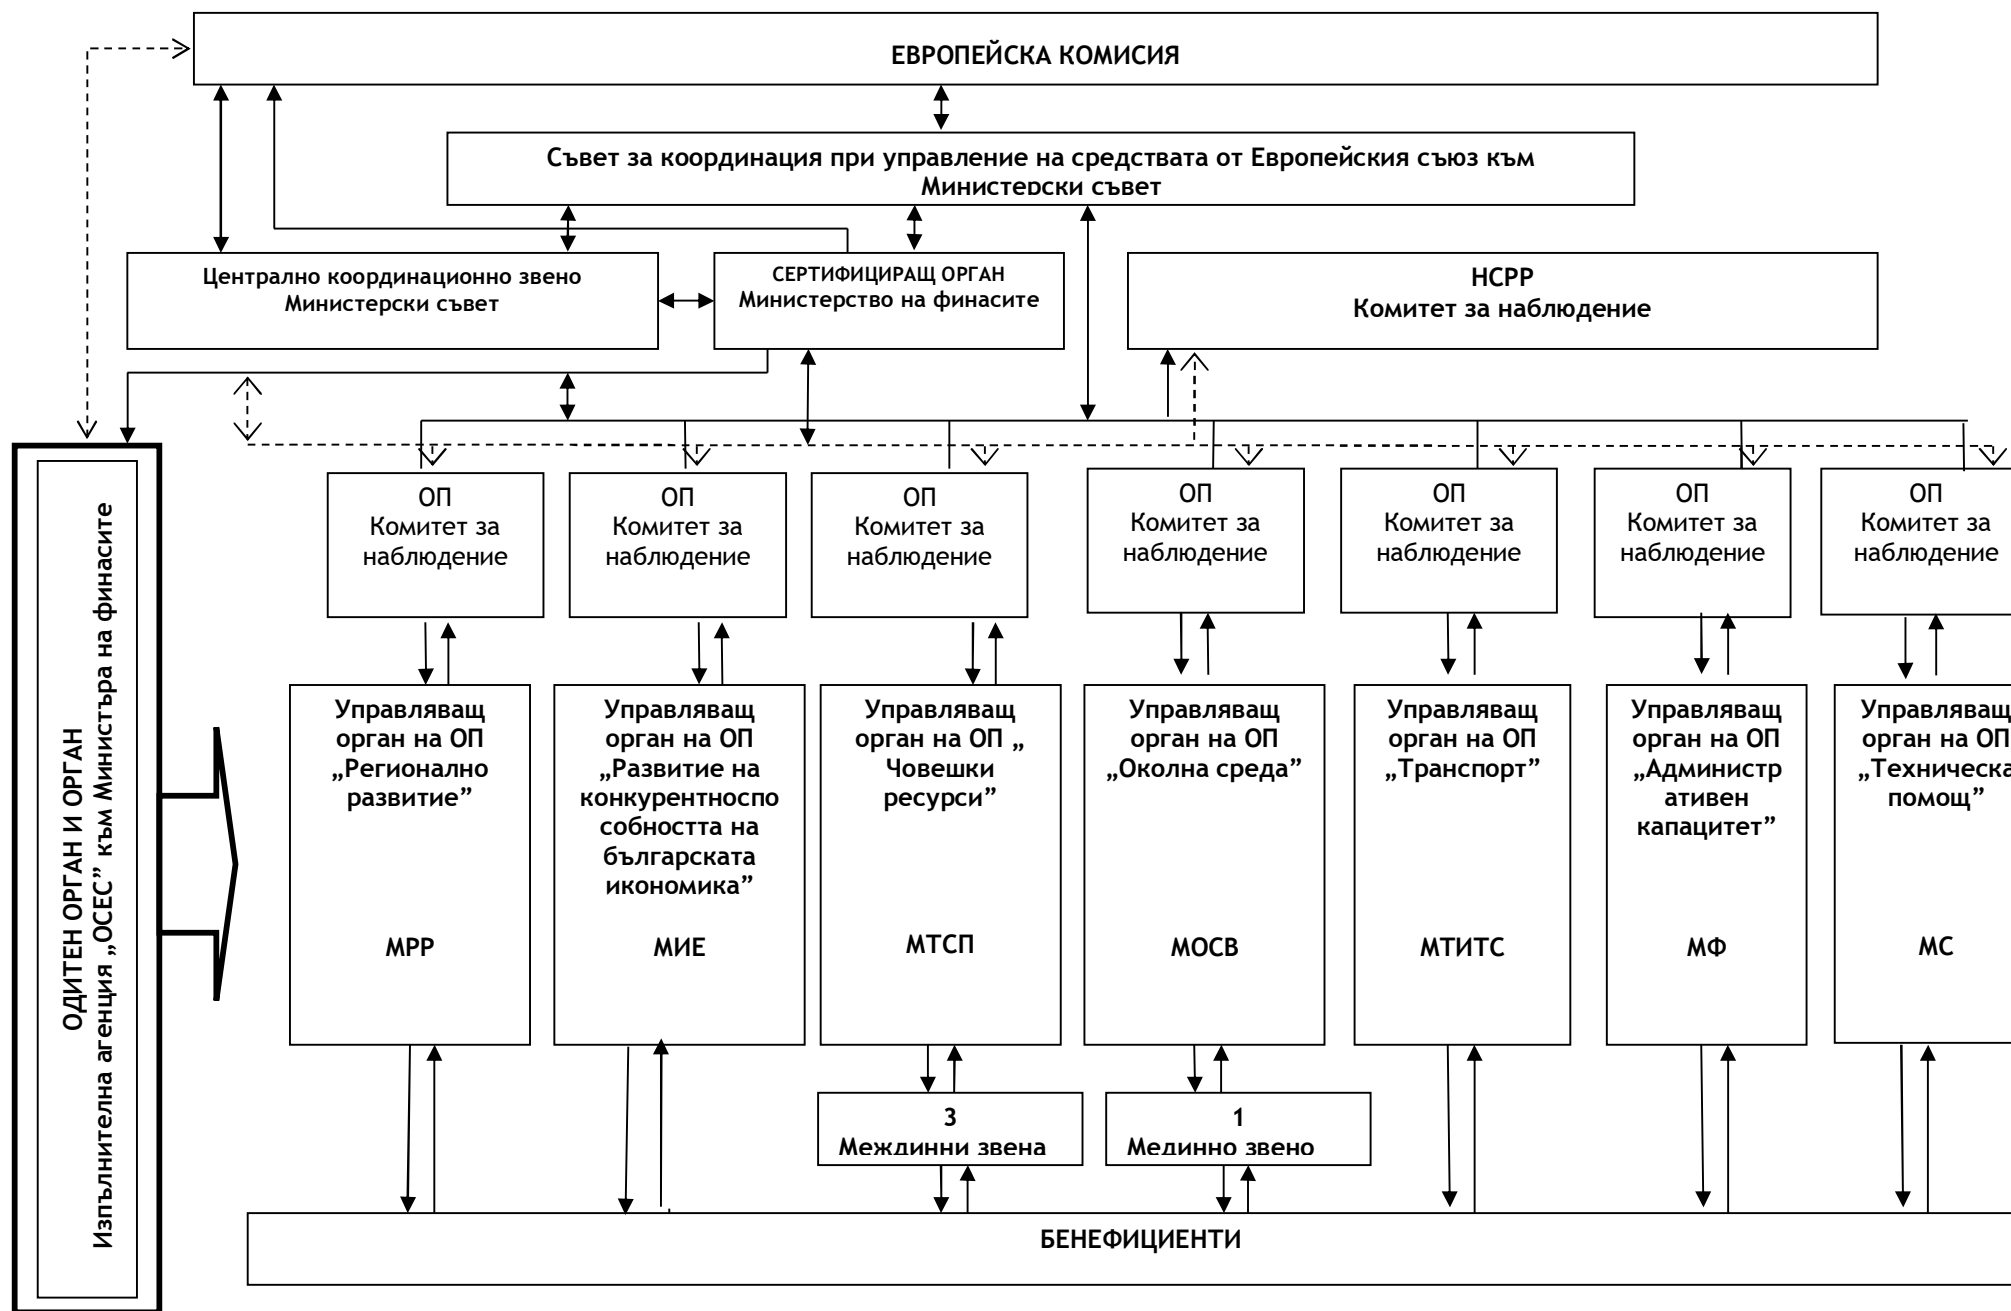 ЕВРОПЕЙСКА КОМИСИЯ
Съвет за координация при управление на средствата от Европейския съюз към
Министерски съвет
Централно координационно звено
Министерски съвет
СЕРТИФИЦИРАЩ ОРГАН
Министерство на финасите
НСРР
Комитет за наблюдение
ОДИТЕН ОРГАН И ОРГАН
Изпълнителна агенция „ОСЕС” към Министъра на финасите
ОП
Комитет за
наблюдение
ОП
Комитет за
наблюдение
ОП
Комитет за
наблюдение
ОП
Комитет за
наблюдение
ОП
Комитет за
наблюдение
ОП
Комитет за
наблюдение
ОП
Комитет за
наблюдение
Управляващ
орган на ОП
„Регионално
развитие”
МРР
Управляващ
орган на ОП
„Развитие на
конкурентноспо
собността на
българската
икономика”
МИЕ
Управляващ
орган на ОП „
Човешки
ресурси”
МТСП
Управляващ
орган на ОП
„Околна среда”
МОСВ
Управляващ
орган на ОП
„Транспорт”
МТИТС
Управляващ
орган на ОП
„Администр
ативен
капацитет”
МФ
Управляващ
орган на ОП
„Техническа
помощ”
МС
3
Междинни звена
1
Мединно звено
БЕНЕФИЦИЕНТИ